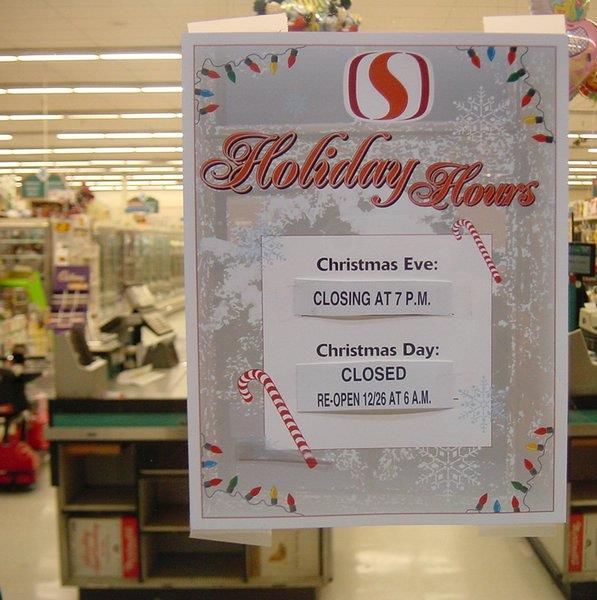 S
Holiday Hours
Christmas Eve:
CLOSING AT 7 P.M.
Christmas Day:
CLOSED
RE-OPEN 12/26 AT 6 A.M.